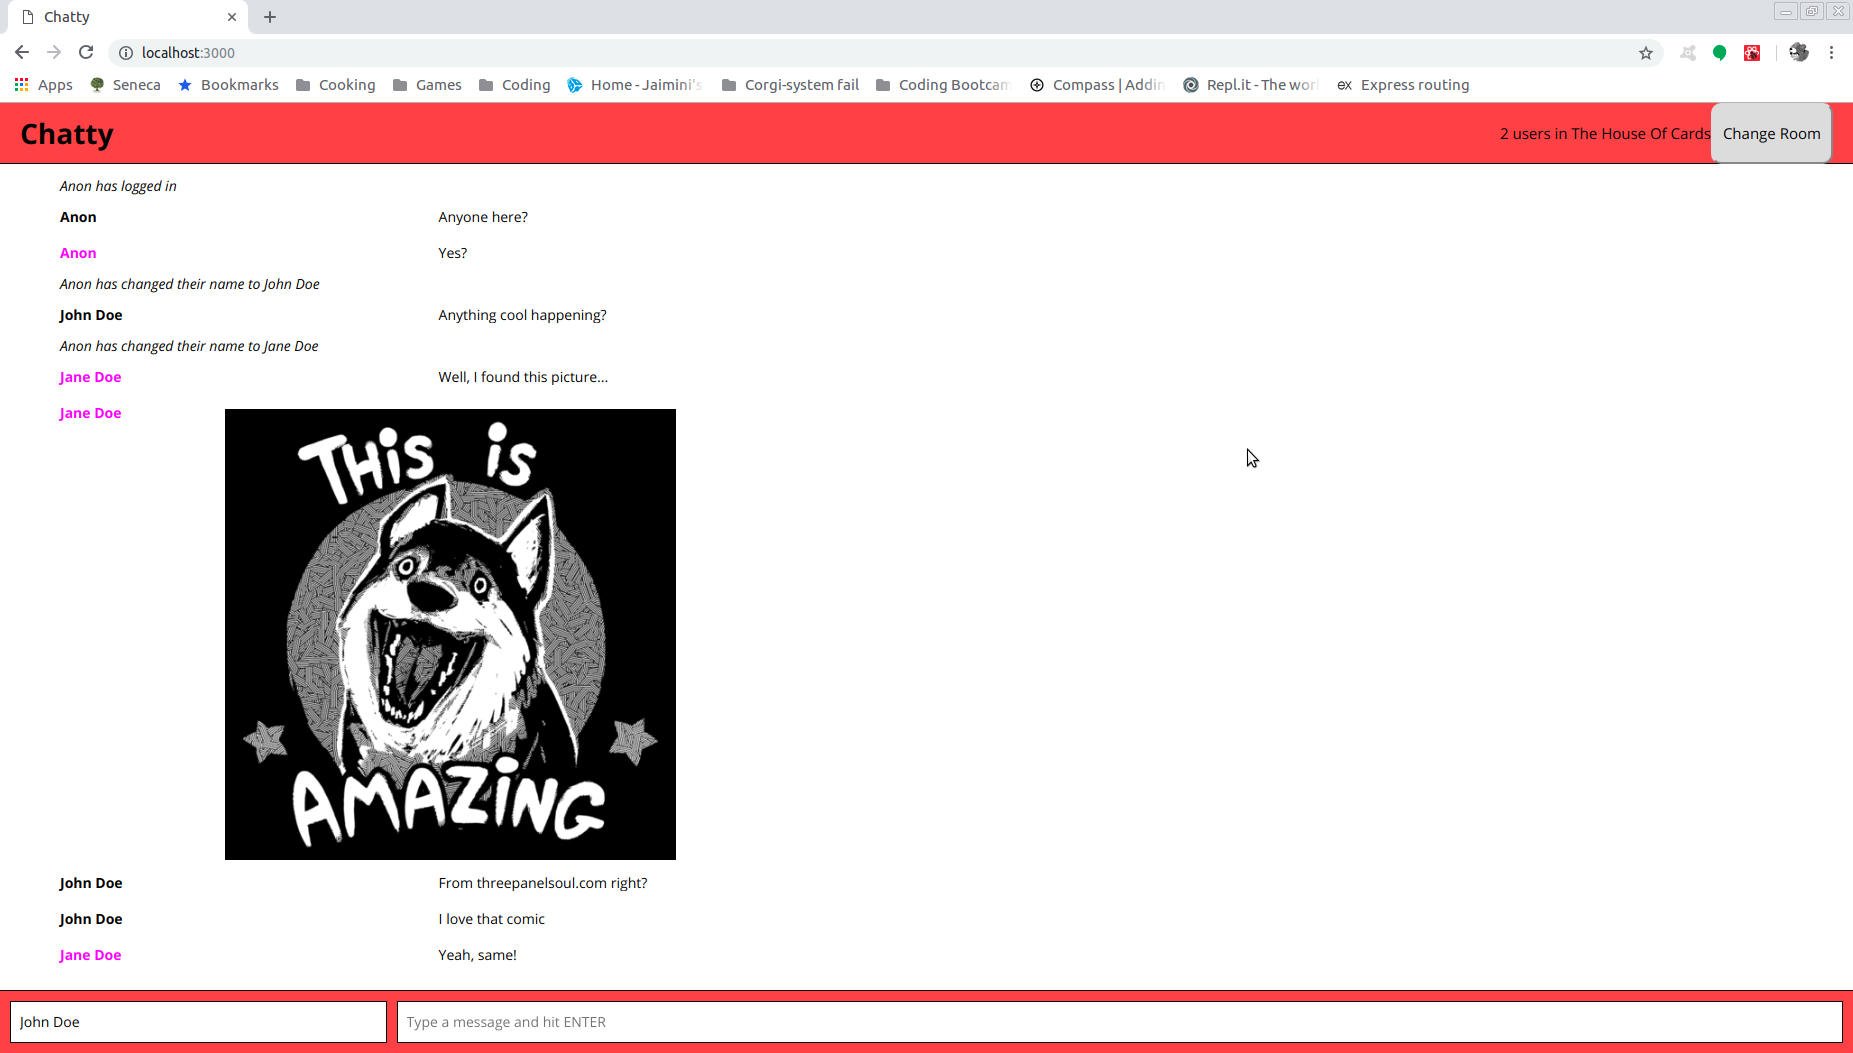 Chatty
localhost:3000
Apps Seneca Bookmarks Cooking Games Coding Home - Jaimini's Corgi-system fail Coding Bootcam Compass | Addin Repl.it - The worl ex Express routing
Chatty 2 users in The House Of Cards Change Room
Anon has logged in
Anon Anyone here?
Anon Yes?
Anon has changed their name to John Doe
John Doe Anything cool happening?
Anon has changed their name to Jane Doe
Jane Doe Well, I found this picture...
Jane Doe
THiS iS
AMAZiNG
John Doe From threepanelsoul.com right?
John Doe I love that comic
Jane Doe Yeah, same!
John Doe Type a message and hit ENTER